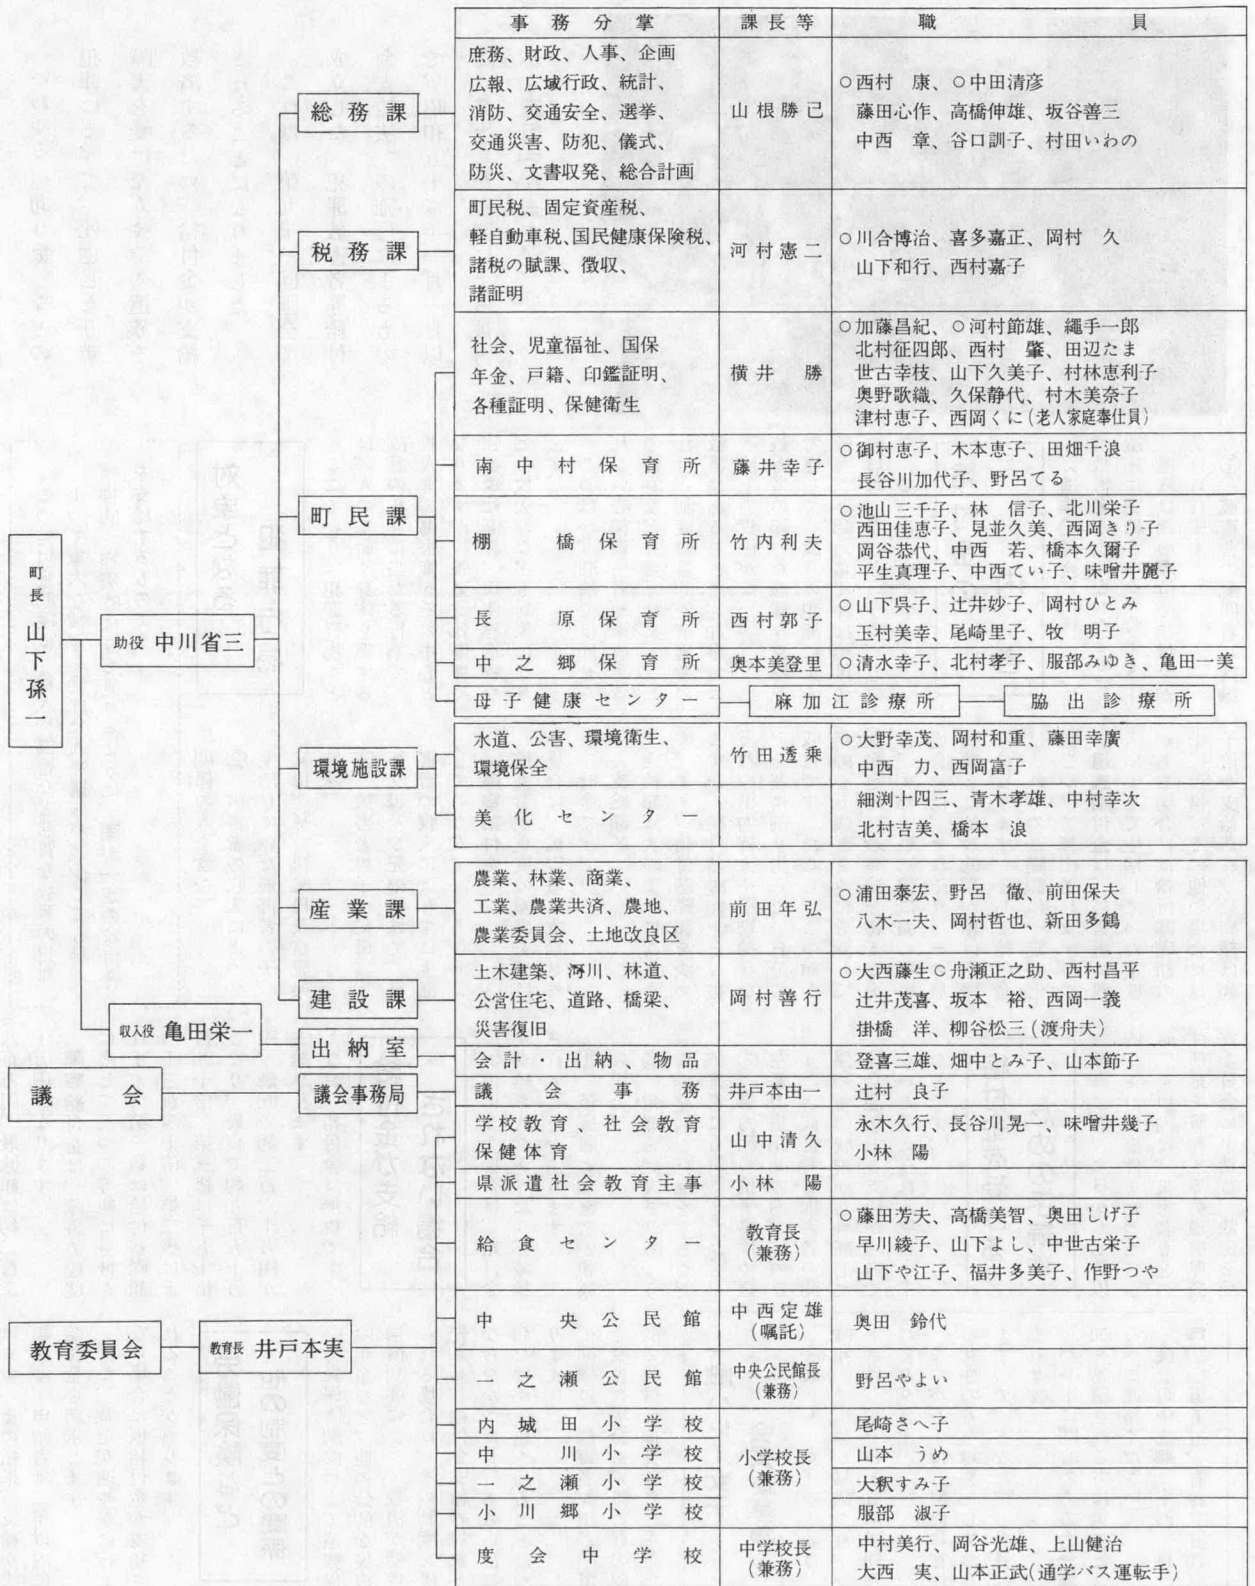 事務分掌 課長等 職員
町長 山下孫一
助役 中川省三
収入役 亀田栄一
総務課
庶務、財政、人事、企画
広報、広域行政、統計、
消防、交通安全、選挙、
交通災害、防犯、儀式、
防災、文書収発、総合計画
山根勝己
○西村 康、○中田清彦
藤田心作、高橋伸雄、坂谷善三
中西 章、谷口訓子、村田いわの
税務課
町民税、固定資産税、
軽自動車税、国民健康保険税、
諸税の賦課、徴収、
諸証明
河村憲二
○川合博治、喜多嘉正、岡村 久
山下和行、西村嘉子
町民課
社会、児童福祉、国保
年金、戸籍、印鑑証明、
各種証明、保健衛生
横井 勝
○加藤昌紀、○河村節雄、縄手一郎
北村征四郎、西村 肇、田辺たま
世古幸枝、山下久美子、村林恵利子
奥野歌織、久保静代、村木美奈子
津村恵子、西岡くに(老人家庭奉仕員)
南中村保育所 藤井幸子
○御村恵子、木本恵子、田畑千浪
長谷川加代子、野呂てる
棚橋保育所 竹内利夫
○池山三千子、林 信子、北川栄子
西田佳恵子、見並久美、西岡きり子
岡谷恭代、中西 若、橋本久爾子
平生真理子、中西てい子、味噌井麗子
長原保育所 西村郭子
○山下呉子、辻井妙子、岡村ひとみ
玉村美幸、尾崎里子、牧 明子
中之郷保育所 奥本美登里 ○清水幸子、北村孝子、服部みゆき、亀田一美
母子健康センター 麻加江診療所 脇出診療所
環境施設課
水道、公害、環境衛生、
環境保全
竹田透乗
○大野幸茂、岡村和重、藤田幸廣
中西 力、西岡富子
美化センター
細渕十四三、青木孝雄、中村幸次
北村吉美、橋本 浪
産業課
農業、林業、商業、
工業、農業共済、農地、
農業委員会、土地改良区
前田年弘
○浦田泰宏、野呂 徹、前田保夫
八木一夫、岡村哲也、新田多鶴
建設課
土木建築、河川、林道、
公営住宅、道路、橋梁、
災害復旧
岡村善行
○大西藤生○舟瀬正之助、西村昌平
辻井茂喜、坂本 裕、西岡一義
掛橋 洋、柳谷松三(渡舟夫)
出納室
会計・出納、物品
登喜三雄、畑中とみ子、山本節子
議会
議会事務局
議会事務 井戸本由一 辻村 良子
教育委員会
教育長 井戸本実
学校教育、社会教育
保健体育
山中清久
永木久行、長谷川晃一、味噌井幾子
小林 陽
県派遣社会教育主事 小林 陽
給食センター
教育長
(兼務)
○藤田芳夫、高橋美智、奥田しげ子
早川綾子、山下よし、中世古栄子
山下や江子、福井多美子、作野つや
中央公民館
中西定雄
(嘱託)
奥田 鈴代
一之瀬公民館
中央公民館長
(兼務)
野呂やよい
内城田小学校 尾崎さへ子
中川小学校 山本 うめ
小学校長
(兼務)
一之瀬小学校 大釈すみ子
小川郷小学校 服部 淑子
度会中学校
中学校長
(兼務)
中村美行、岡谷光雄、上山健治
大西 実、山本正武(通学バス運転手)